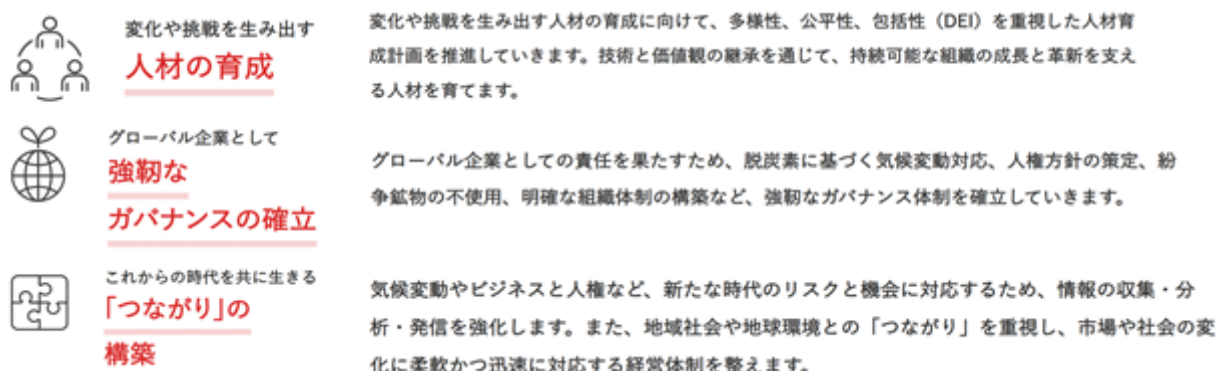 変化や挑戦を生み出す
人材の育成
変化や挑戦を生み出す人材の育成に向けて、多様性、公平性、包括性（DEI）を重視した人材育
成計画を推進していきます。技術と価値観の継承を通じて、持続可能な組織の成長と革新を支え
る人材を育てます。
グローバル企業として
強靭な
ガバナンスの確立
グローバル企業としての責任を果たすため、脱炭素に基づく気候変動対応、人権方針の策定、紛
争鉱物の不使用、明確な組織体制の構築など、強靭なガバナンス体制を確立していきます。
これからの時代を共に生きる
「つながり」の
構築
気候変動やビジネスと人権など、新たな時代のリスクと機会に対応するため、情報の収集・分
析・発信を強化します。また、地域社会や地球環境との「つながり」を重視し、市場や社会の変
化に柔軟かつ迅速に対応する経営体制を整えます。